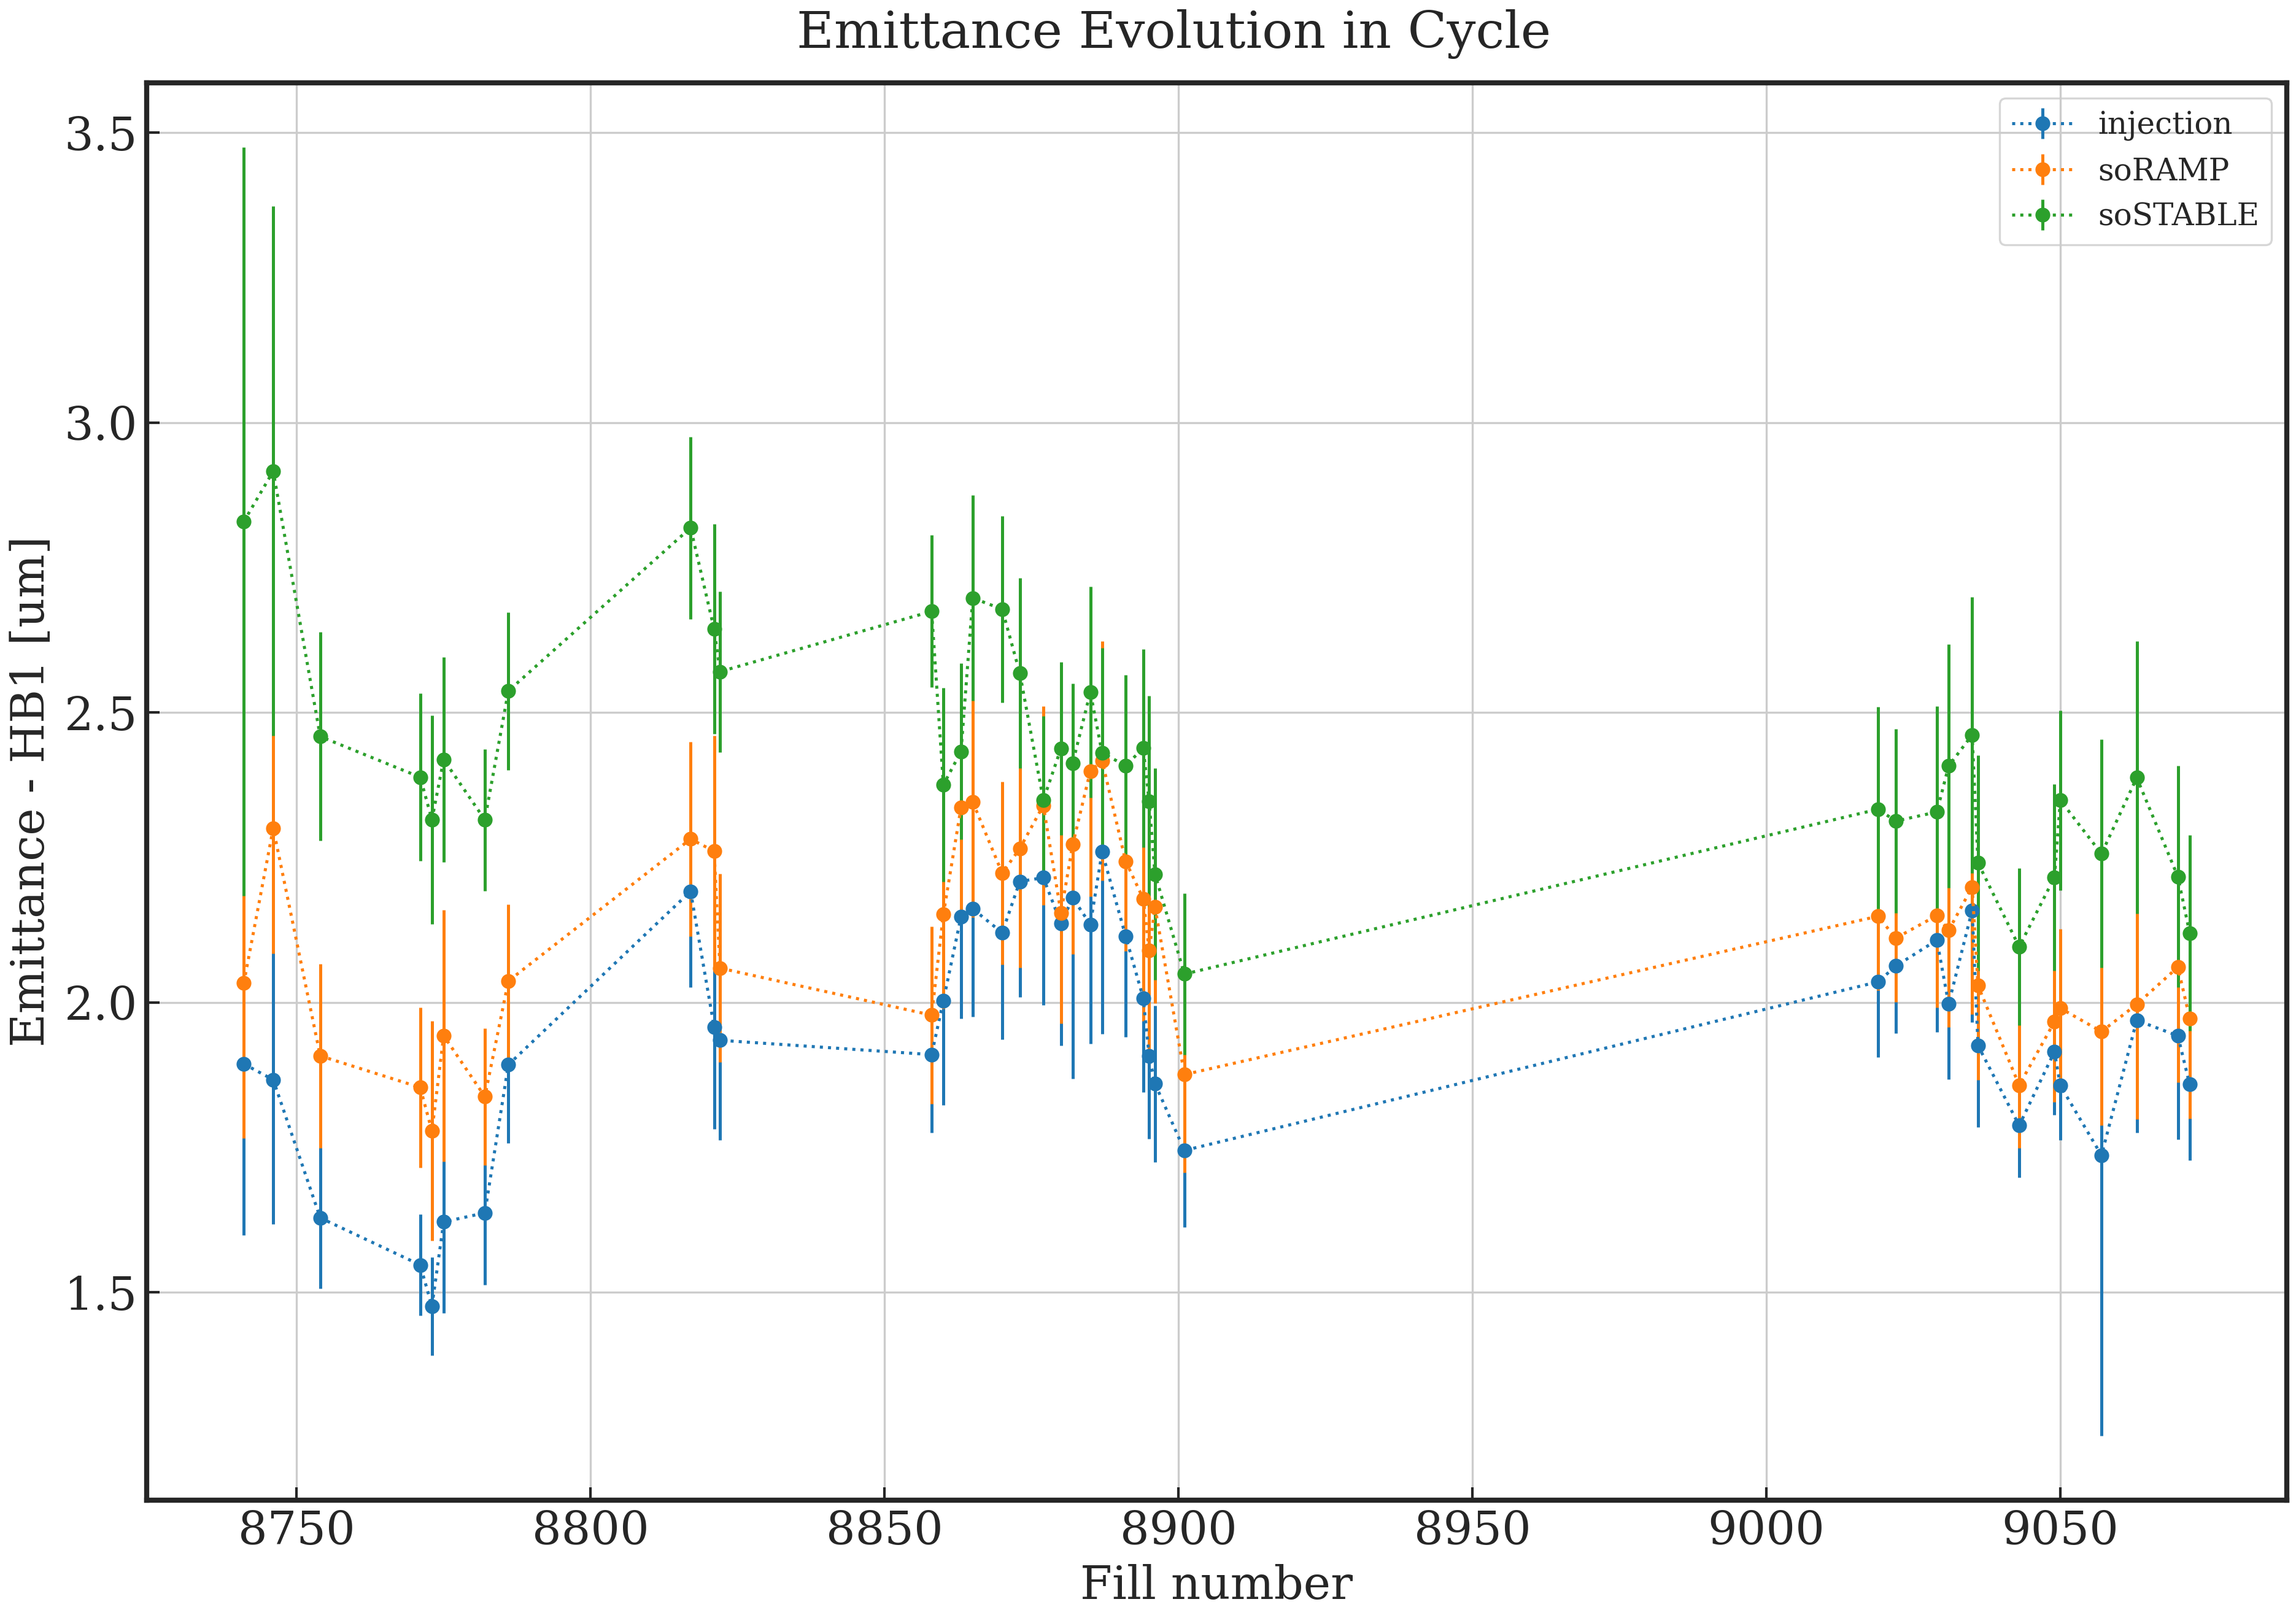 Emittance Evolution in Cycle
injection
soRAMP
soSTABLE
Emittance - HB1 [um]
3.5
3.0
2.5
2.0
1.5
8750 8800 8850 8900 8950 9000 9050
Fill number